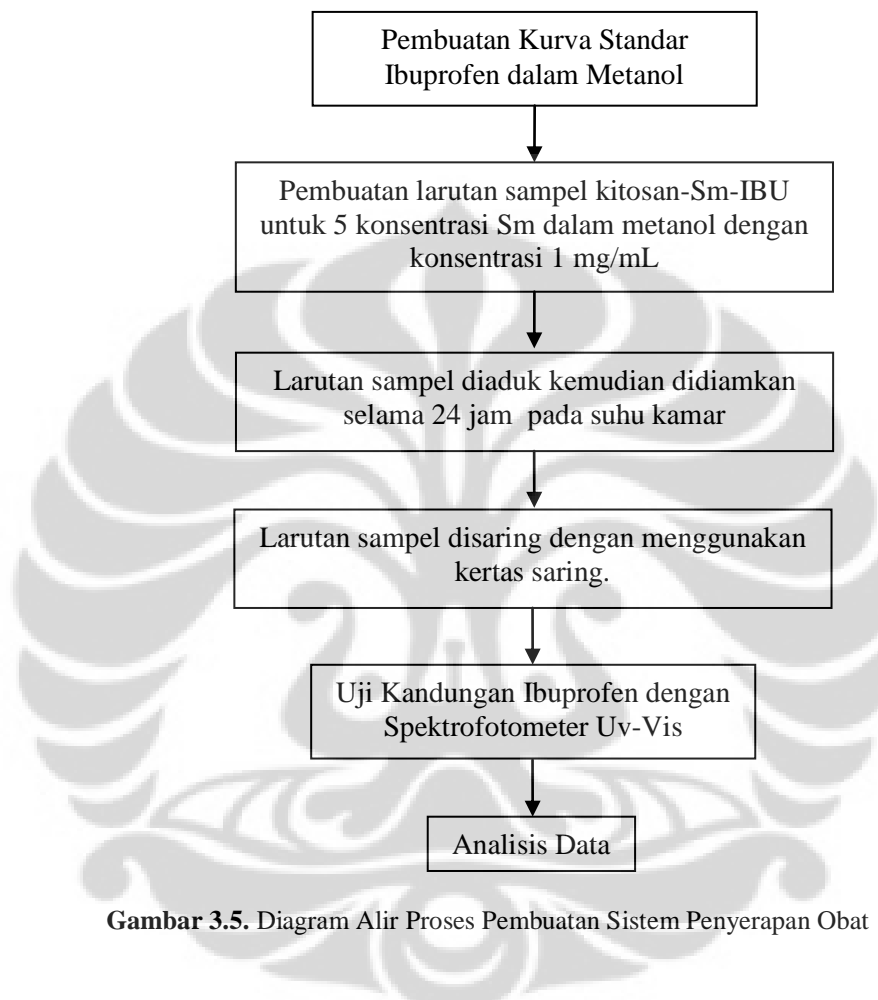 Pembuatan Kurva Standar
Ibuprofen dalam Metanol
Pembuatan larutan sampel kitosan-Sm-IBU
untuk 5 konsentrasi Sm dalam metanol dengan
konsentrasi 1 mg/mL
Larutan sampel diaduk kemudian didiamkan
selama 24 jam pada suhu kamar
Larutan sampel disaring dengan menggunakan
kertas saring.
Uji Kandungan Ibuprofen dengan
Spektrofotometer Uv-Vis
Analisis Data
Gambar 3.5. Diagram Alir Proses Pembuatan Sistem Penyerapan Obat